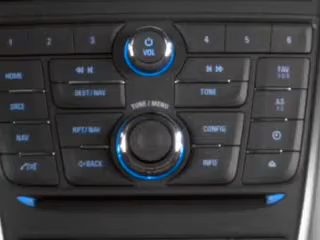 1 2 3 VOL 4 5 6
HOME FAV
DEST/NAV TONE
SRCE AS
TUNE / MENU
NAV RPT/NAV CONFIG
BACK INFO